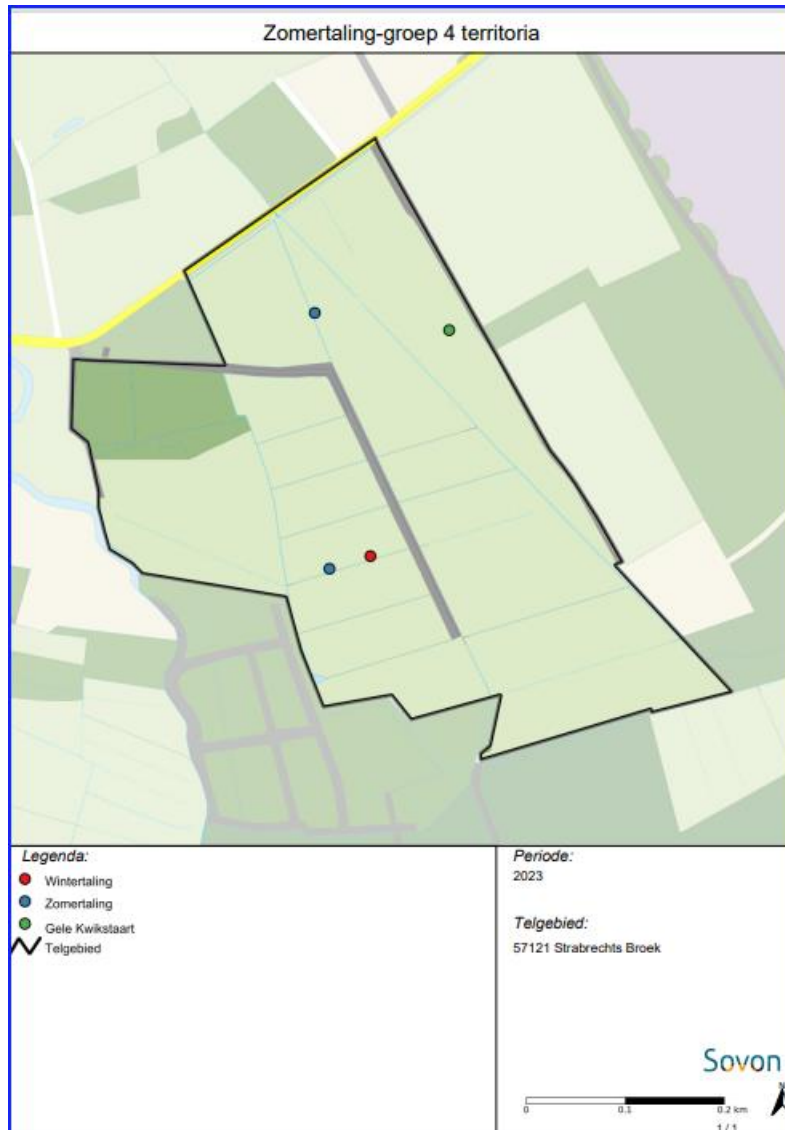 Zomertaling-groep 4 territoria
Legenda:
Wintertaling
Zomertaling
Gele Kwikstaart
Telgebied
Periode:
2023
Telgebied:
57121 Strabrechts Broek
Sovon
N
0 0.1 0.2 km
1 / 1